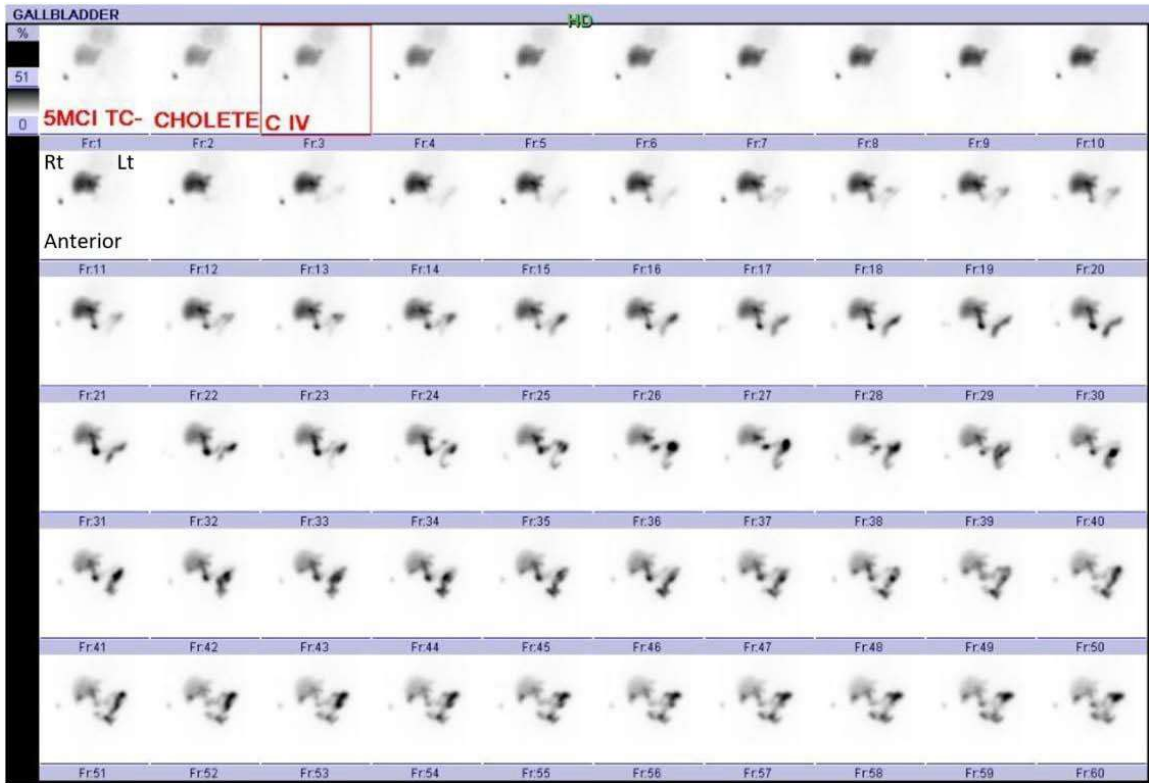 GALLBLADDER
HD
%
51
0
5MCI TC- CHOLETE C IV
Fr:1 Fr:2 Fr:3 Fr:4 Fr:5 Fr:6 Fr:7 Fr:8 Fr:9 Fr:10
Rt Lt
Anterior
Fr:11 Fr:12 Fr:13 Fr:14 Fr:15 Fr:16 Fr:17 Fr:18 Fr:19 Fr:20
Fr:21 Fr:22 Fr:23 Fr:24 Fr:25 Fr:26 Fr:27 Fr:28 Fr:29 Fr:30
Fr:31 Fr:32 Fr:33 Fr:34 Fr:35 Fr:36 Fr:37 Fr:38 Fr:39 Fr:40
Fr:41 Fr:42 Fr:43 Fr:44 Fr:45 Fr:46 Fr:47 Fr:48 Fr:49 Fr:50
Fr:51 Fr:52 Fr:53 Fr:54 Fr:55 Fr:56 Fr:57 Fr:58 Fr:59 Fr:60